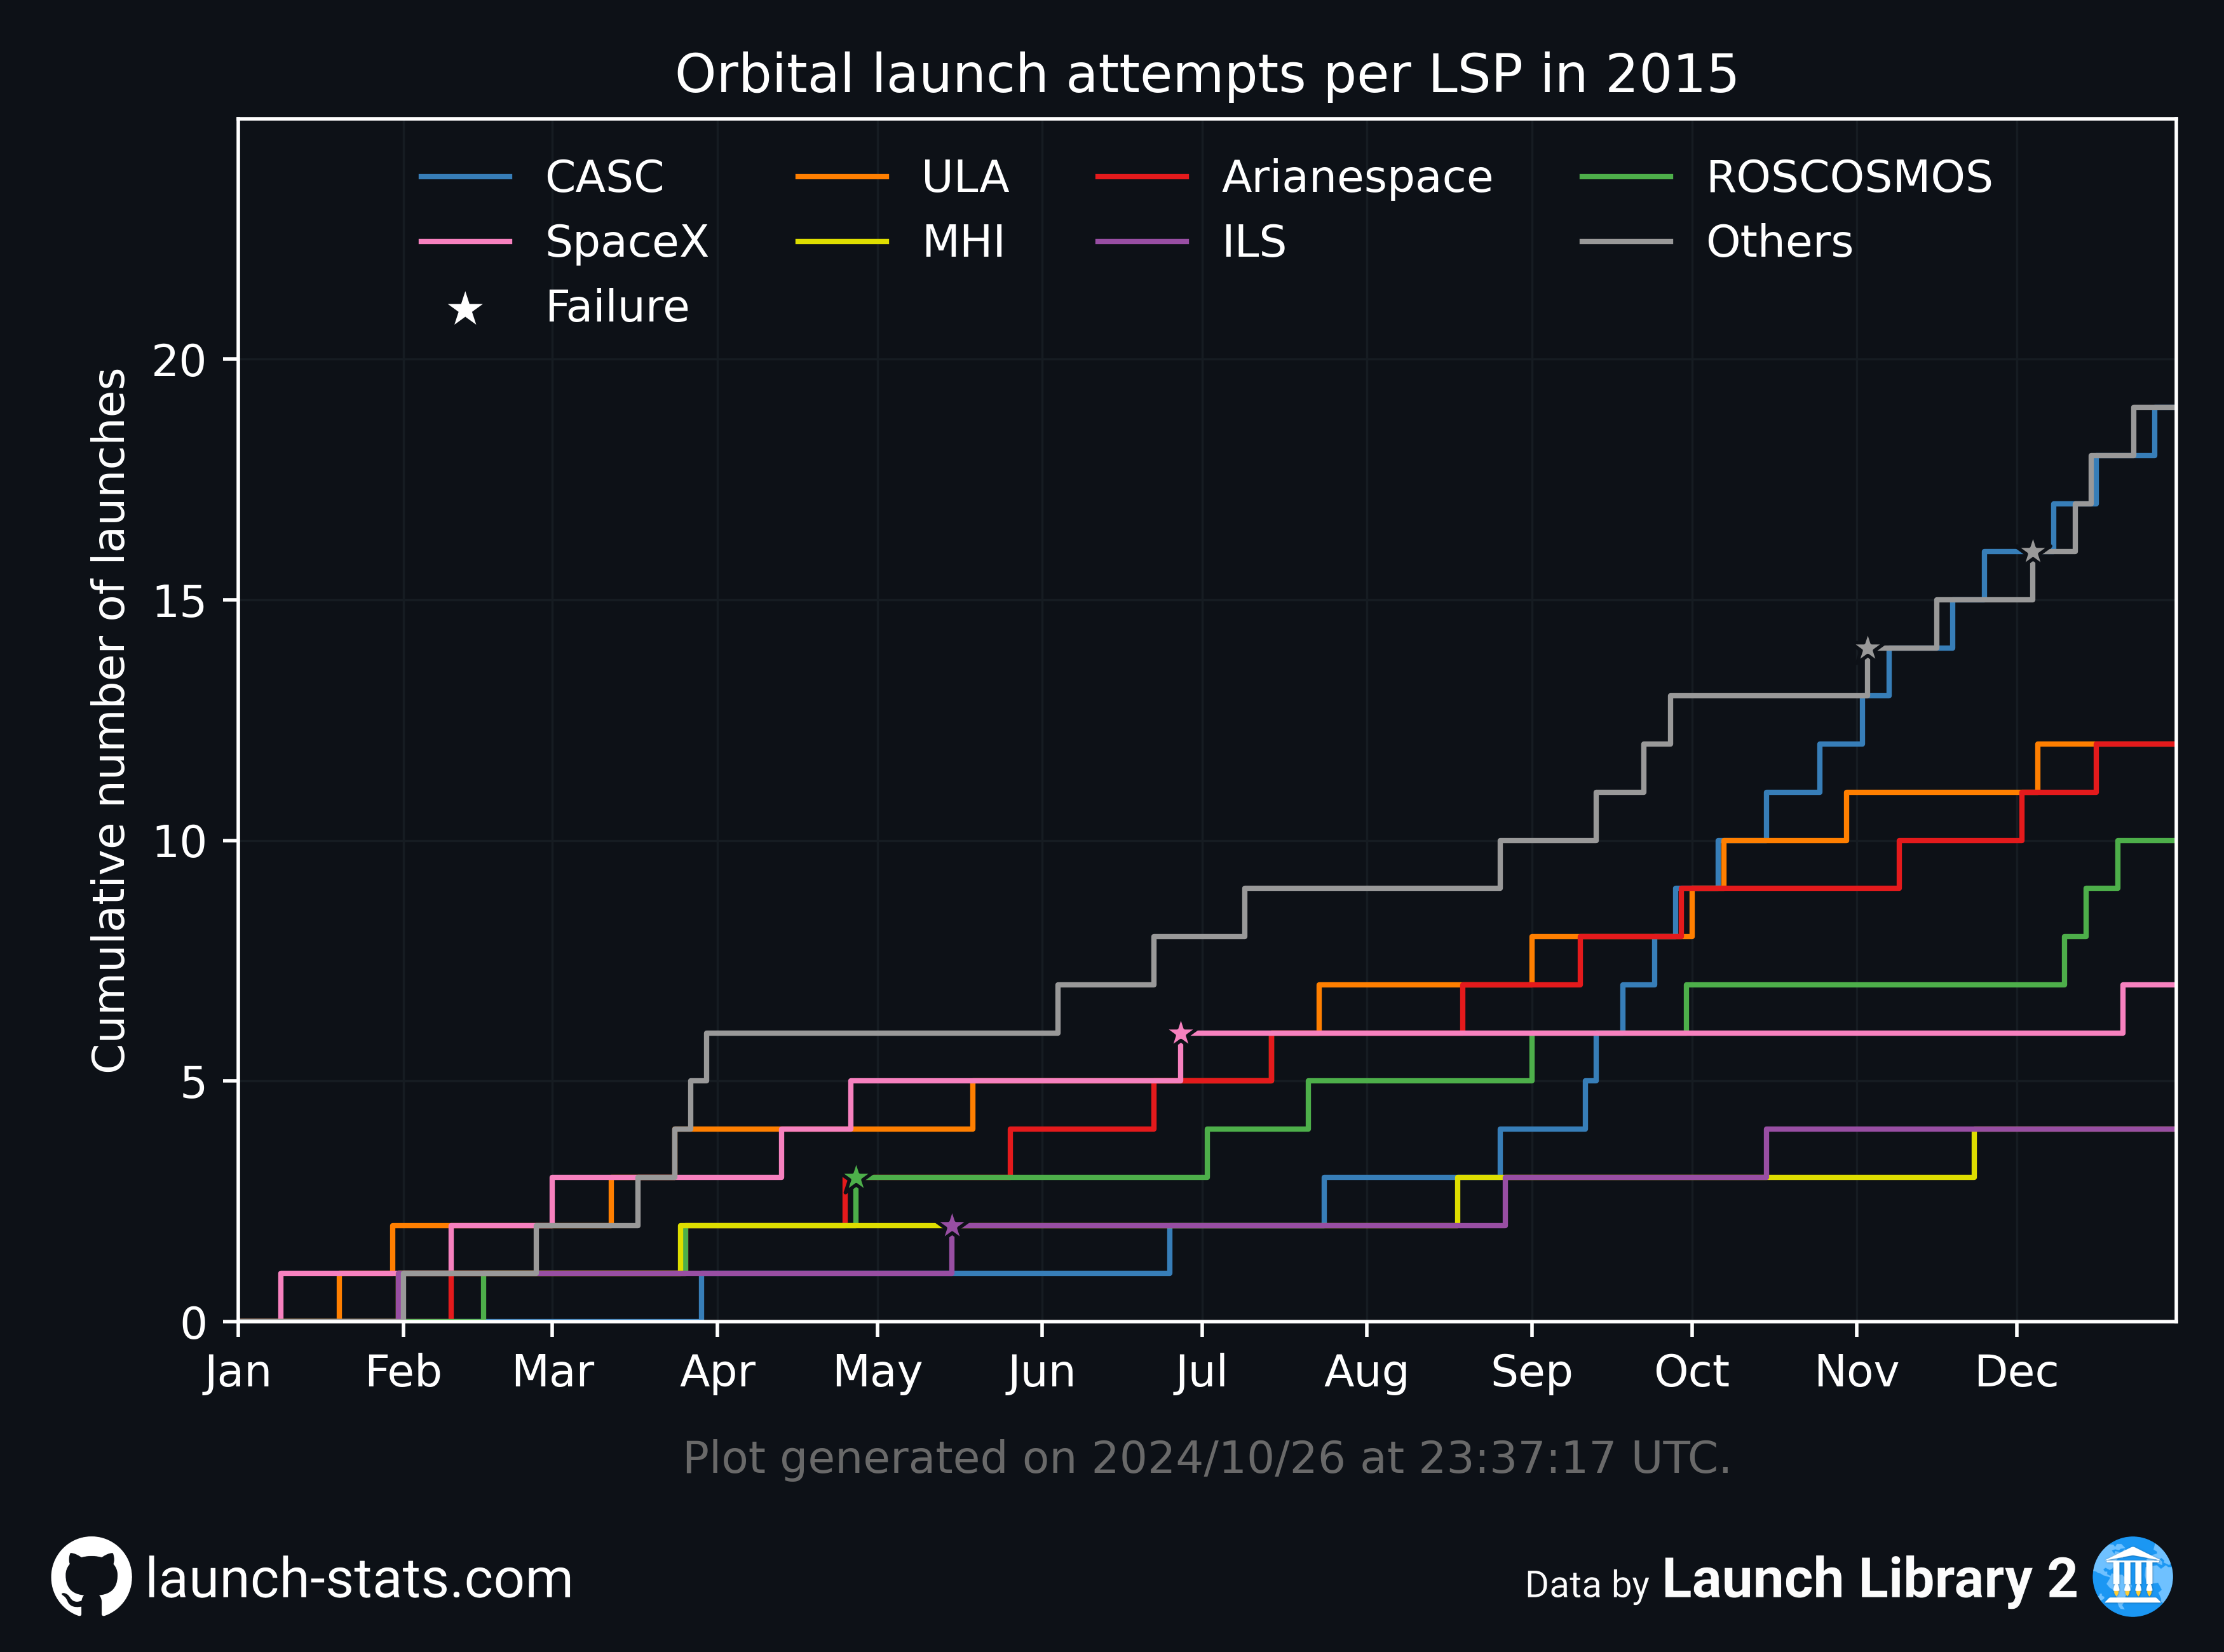 Orbital launch attempts per LSP in 2015
CASC ULA Arianespace ROSCOSMOS
SpaceX MHI ILS Others
Failure
Cumulative number of launches
20
15
10
5
0
Jan Feb Mar Apr May Jun Jul Aug Sep Oct Nov Dec
Plot generated on 2024/10/26 at 23:37:17 UTC.
launch-stats.com
Data by Launch Library 2